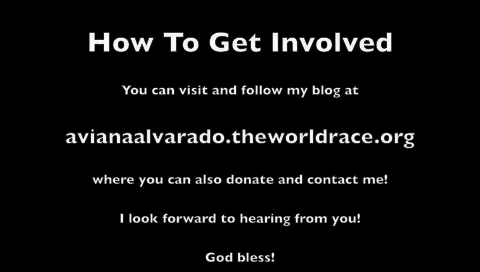 How To Get Involved
You can visit and follow my blog at
avianaalvarado.theworldrace.org
where you can also donate and contact me!
I look forward to hearing from you!
God bless!